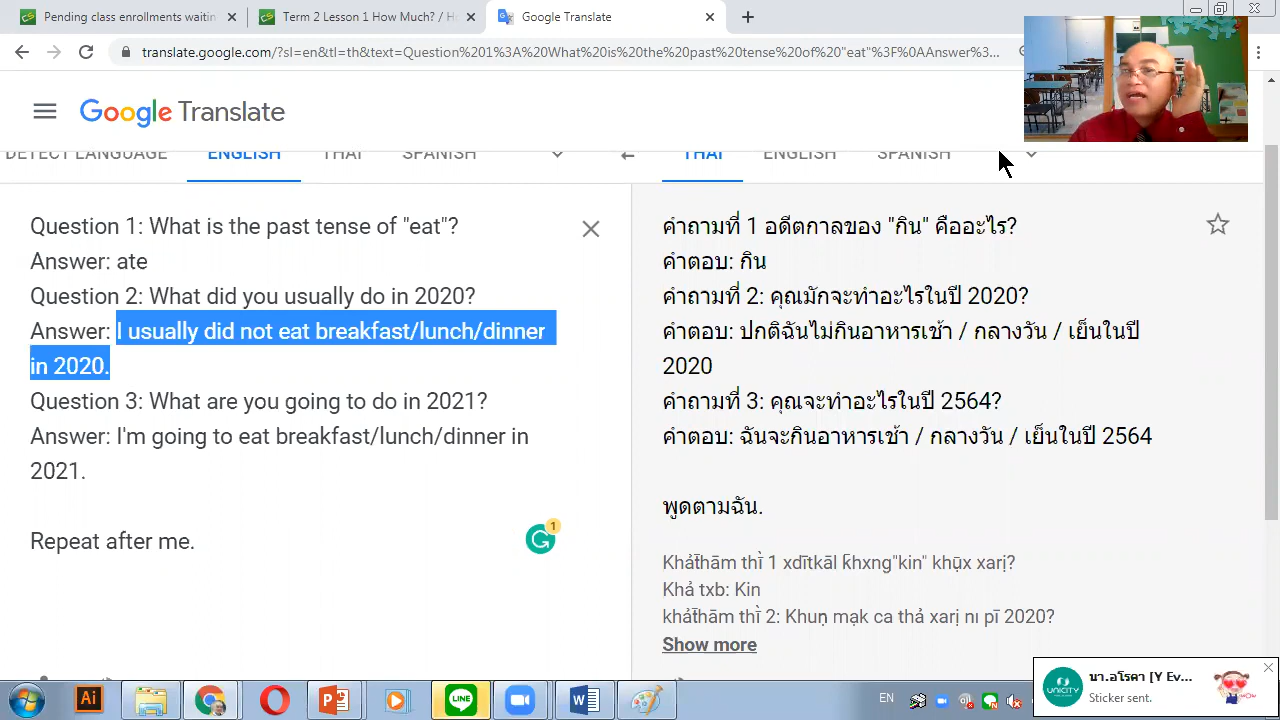 Pending class enrollments waitin
Term 2 Lesson 1 How Much? / H
Google Translate
translate.google.com/?sl=en&tl=th&text=Question%201%3A%20What%20is%20the%20past%20tense%20of%20"eat"%3F%0AAnswer%3...
Google Translate
DETECT LANGUAGE ENGLISH THAI SPANISH
THAI ENGLISH SPANISH
Question 1: What is the past tense of "eat"?
Answer: ate
Question 2: What did you usually do in 2020?
Answer: I usually did not eat breakfast/lunch/dinner
in 2020.
Question 3: What are you going to do in 2021?
Answer: I'm going to eat breakfast/lunch/dinner in
2021.
Repeat after me.
1
คำถามที่ 1 อดีตกาลของ "กิน" คืออะไร?
คำตอบ: กิน
คำถามที่ 2: คุณมักจะทำอะไรในปี 2020?
คำตอบ: ปกติฉันไม่กินอาหารเช้า / กลางวัน / เย็นในปี
2020
คำถามที่ 3: คุณจะทำอะไรในปี 2564?
คำตอบ: ฉันจะกินอาหารเช้า / กลางวัน / เย็นในปี 2564
พูดตามฉัน.
Khảt̄hām thī̀ 1 xdītkāl k̄hxng"kin" khụ̄x xarị?
Khả txb: Kin
khảt̄hām thī̀ 2: Khuṇ mạk ca thả xarị nı pī 2020?
Show more
UNICITY
นา.อโรคา [Y Ev...
Sticker sent.
WOW
Ai
LINE
EN